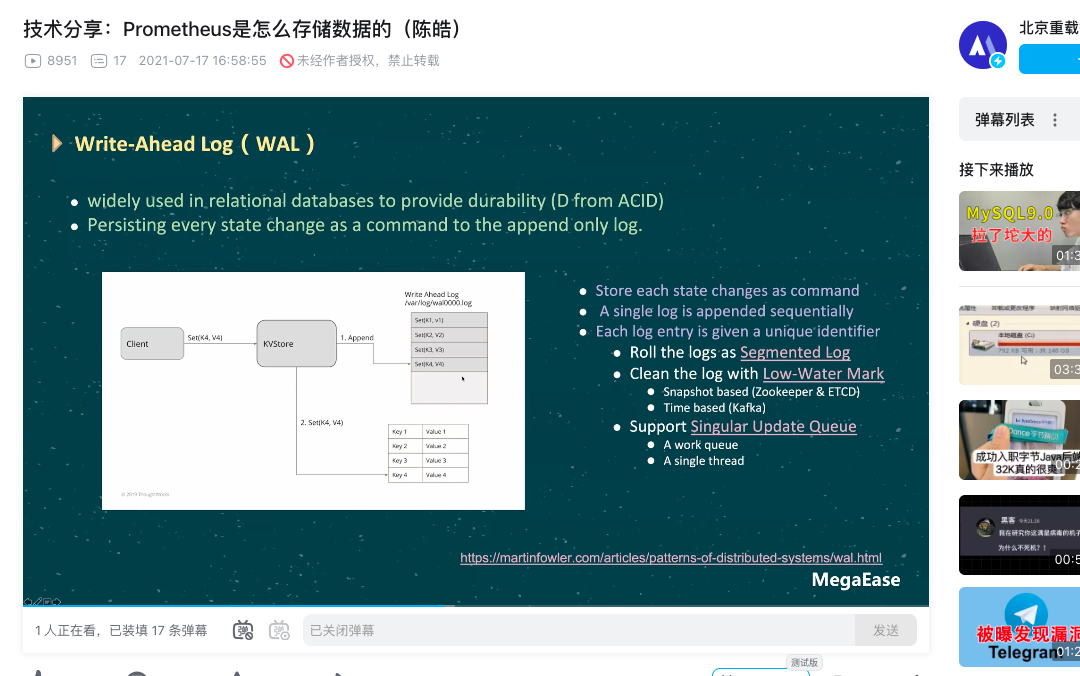 技术分享：Prometheus是怎么存储数据的（陈皓）
8951 17 2021-07-17 16:58:55 未经作者授权，禁止转载
Write-Ahead Log ( WAL )
widely used in relational databases to provide durability (D from ACID)
Persisting every state change as a command to the append only log.
Write Ahead Log
/var/log/wal0000.log
Client
Set(K4, V4)
KVStore
1. Append
Set(K1, v1)
Set(K2, V2)
Set(K3, V3)
Set(K4, V4)
2. Set(K4, V4)
Key 1 Value 1
Key 2 Value 2
Key 3 Value 3
Key 4 Value 4
© 2019 ThoughtWorks
Store each state changes as command
A single log is appended sequentially
Each log entry is given a unique identifier
Roll the logs as Segmented Log
Clean the log with Low-Water Mark
Snapshot based (Zookeeper & ETCD)
Time based (Kafka)
Support Singular Update Queue
A work queue
A single thread
https://martinfowler.com/articles/patterns-of-distributed-systems/wal.html
MegaEase
1 人正在看，已装填 17 条弹幕
已关闭弹幕
发送
测试版
北京重载
弹幕列表
接下来播放
MySQL9.0
拉了坨大的
01:3
硬盘 (2)
本地磁盘 (C:)
03:3
成功入职字节Java后端
32K真的很爽
00:2
黑客
我在研究你这满是病毒的机子
为什么不死机？！
00:5
被曝发现漏洞
Telegram
01:2